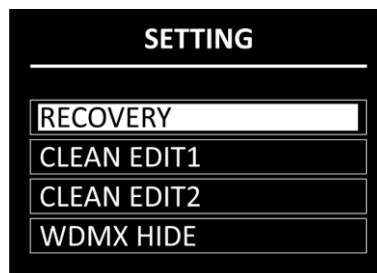 SETTING
RECOVERY
CLEAN EDIT1
CLEAN EDIT2
WDMX HIDE